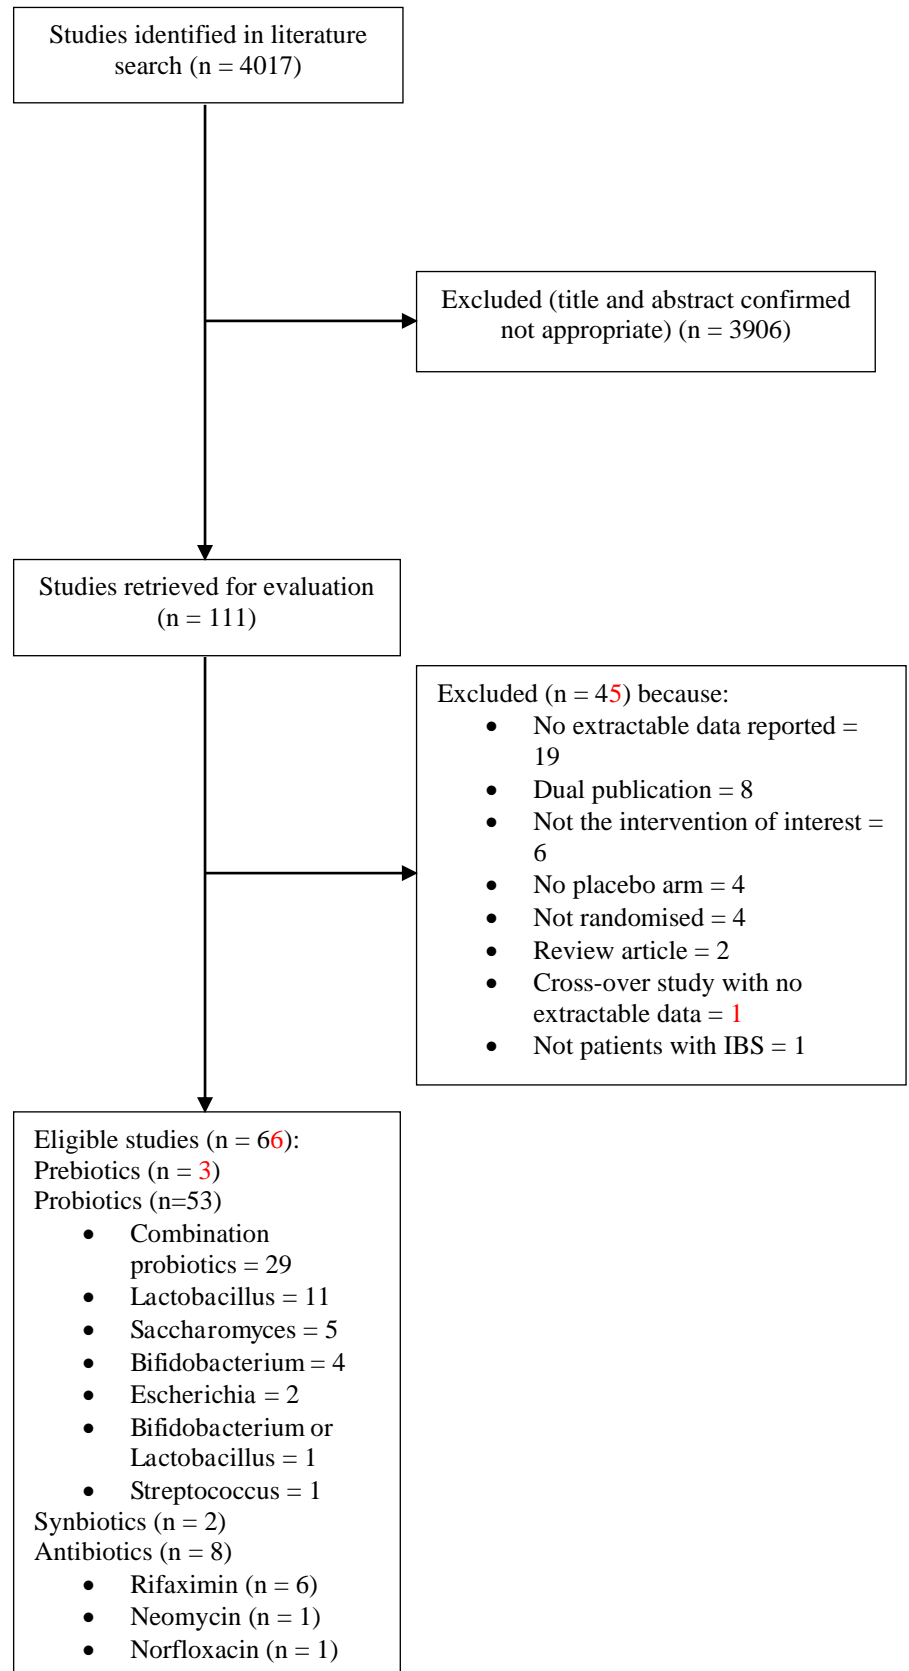 Studies identified in literature
search (n = 4017)
Excluded (title and abstract confirmed
not appropriate) (n = 3906)
Studies retrieved for evaluation
(n = 111)
Excluded (n = 45) because:
• No extractable data reported =
19
• Dual publication = 8
• Not the intervention of interest =
6
• No placebo arm = 4
• Not randomised = 4
• Review article = 2
• Cross-over study with no
extractable data = 1
• Not patients with IBS = 1
Eligible studies (n = 66):
Prebiotics (n = 3)
Probiotics (n=53)
• Combination
probiotics = 29
• Lactobacillus = 11
• Saccharomyces = 5
• Bifidobacterium = 4
• Escherichia = 2
• Bifidobacterium or
Lactobacillus = 1
• Streptococcus = 1
Synbiotics (n = 2)
Antibiotics (n = 8)
• Rifaximin (n = 6)
• Neomycin (n = 1)
• Norfloxacin (n = 1)